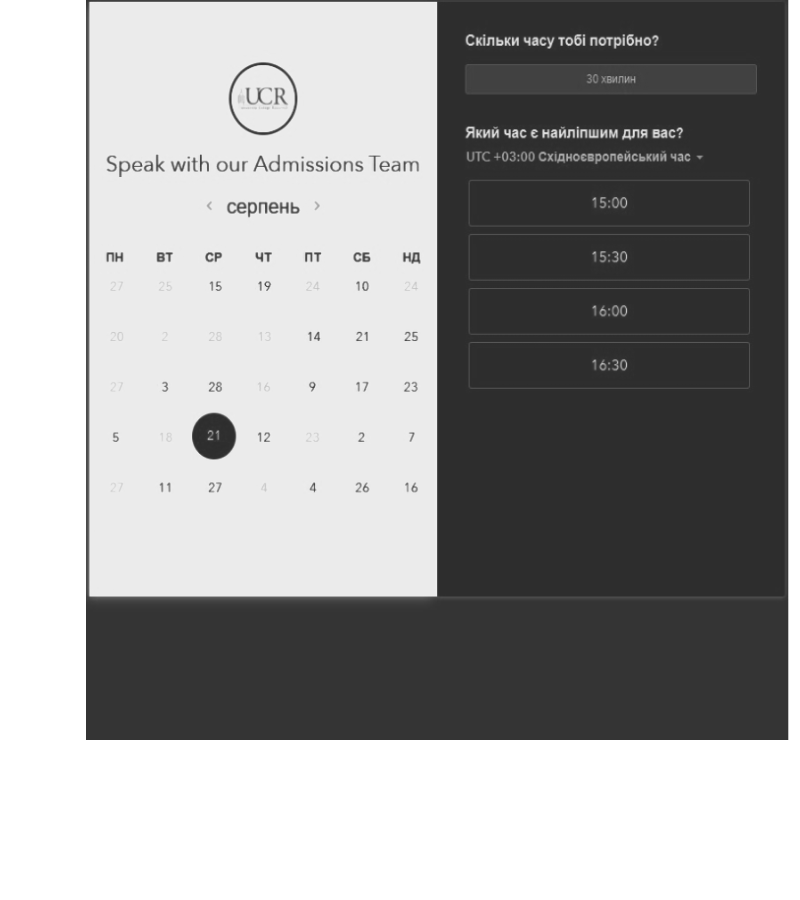 UCR
Speak with our Admissions Team
серпень
ПН ВТ СР ЧТ ПТ СБ НД
27 25 15 19 24 10 24
20 2 28 13 14 21 25
27 3 28 16 9 17 23
5 18 21 12 23 2 7
27 11 27 4 4 26 16
Скільки часу тобі потрібно?
30 хвилин
Який час є найліпшим для вас?
UTC +03:00 Східноєвропейський час
15:00
15:30
16:00
16:30